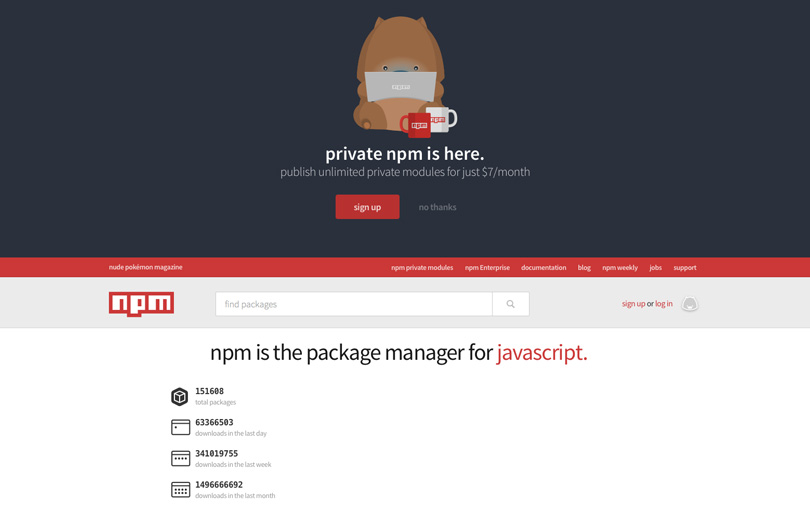 npm
npm
npm
private npm is here.
publish unlimited private modules for just $7/month
sign up
no thanks
nude pokémon magazine
npm private modules
npm Enterprise
documentation
blog
npm weekly
jobs
support
npm
find packages
sign up or log in
npm is the package manager for javascript.
151608
total packages
63366503
downloads in the last day
341019755
downloads in the last week
1496666692
downloads in the last month